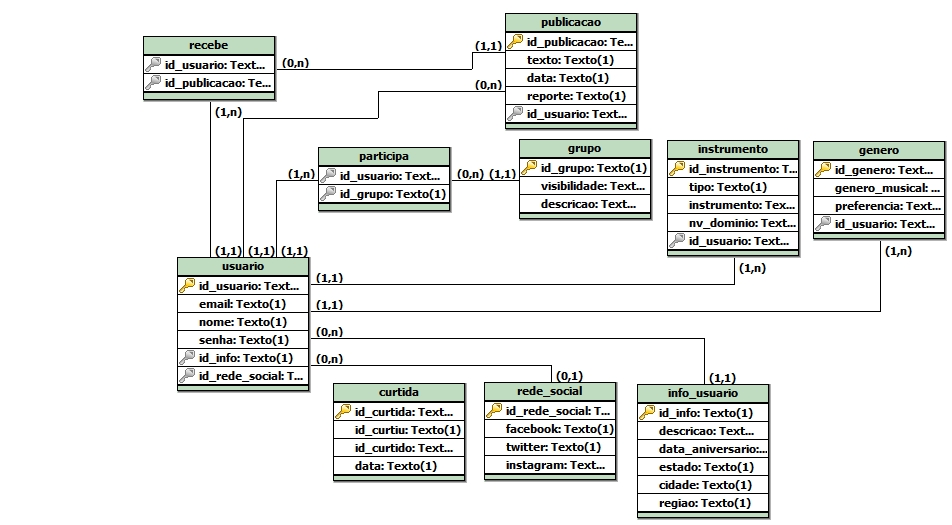 recebe
id_usuario: Text...
id_publicacao: Te...
(0,n)
(1,1)
(1,n)
publicacao
id_publicacao: Te...
texto: Texto(1)
data: Texto(1)
reporte: Texto(1)
id_usuario: Text...
(0,n)
participa
id_usuario: Text...
id_grupo: Texto(1)
(1,n)
(0,n)
(1,1)
grupo
id_grupo: Texto(1)
visibilidade: Text...
descricao: Text...
instrumento
id_instrumento: T...
tipo: Texto(1)
instrumento: Text...
nv_dominio: Text...
id_usuario: Text...
(1,n)
genero
id_genero: Text...
genero_musical: ...
preferencia: Text...
id_usuario: Text...
(1,n)
(1,1)
(1,1)
(1,1)
usuario
id_usuario: Text...
email: Texto(1)
nome: Texto(1)
senha: Texto(1)
id_info: Texto(1)
id_rede_social: T...
(1,1)
(1,1)
(0,n)
(0,n)
curtida
id_curtida: Text...
id_curtiu: Texto(1)
id_curtido: Text...
data: Texto(1)
(0,1)
rede_social
id_rede_social: T...
facebook: Texto(1)
twitter: Texto(1)
instagram: Text...
(1,1)
info_usuario
id_info: Texto(1)
descricao: Text...
data_aniversario:...
estado: Texto(1)
cidade: Texto(1)
regiao: Texto(1)